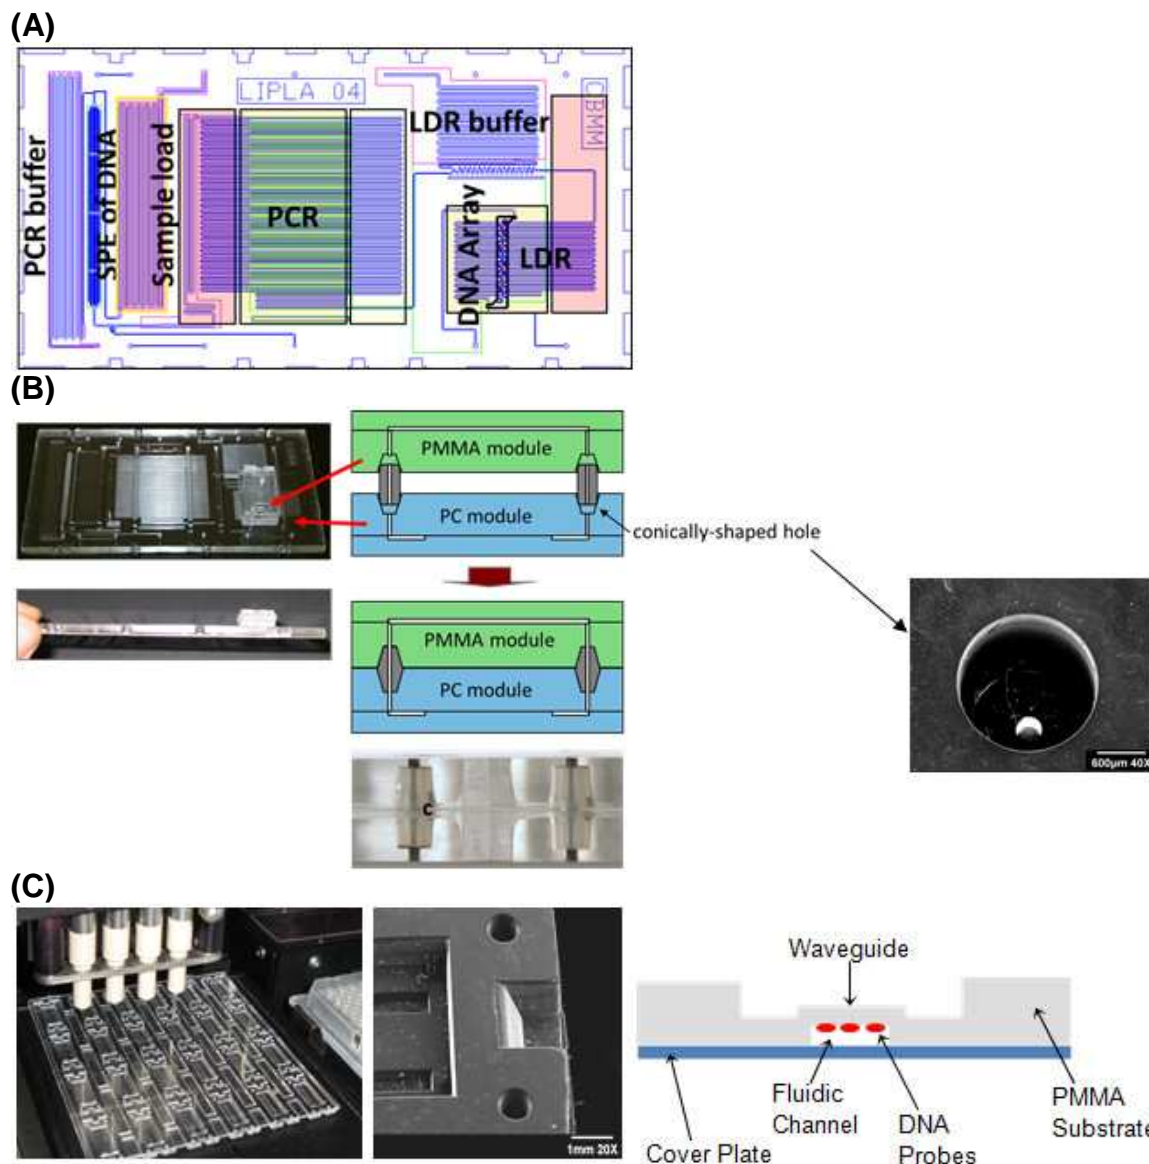 (A)
LIPLA 04
CBMM
PCR buffer
SPE of DNA
Sample load
PCR
LDR buffer
DNA Array
LDR
(B)
PMMA module
PC module
conically-shaped hole
PMMA module
PC module
600µm 40X
c
(C)
1mm 20X
Waveguide
Fluidic
Channel
DNA
Probes
PMMA
Substrate
Cover Plate